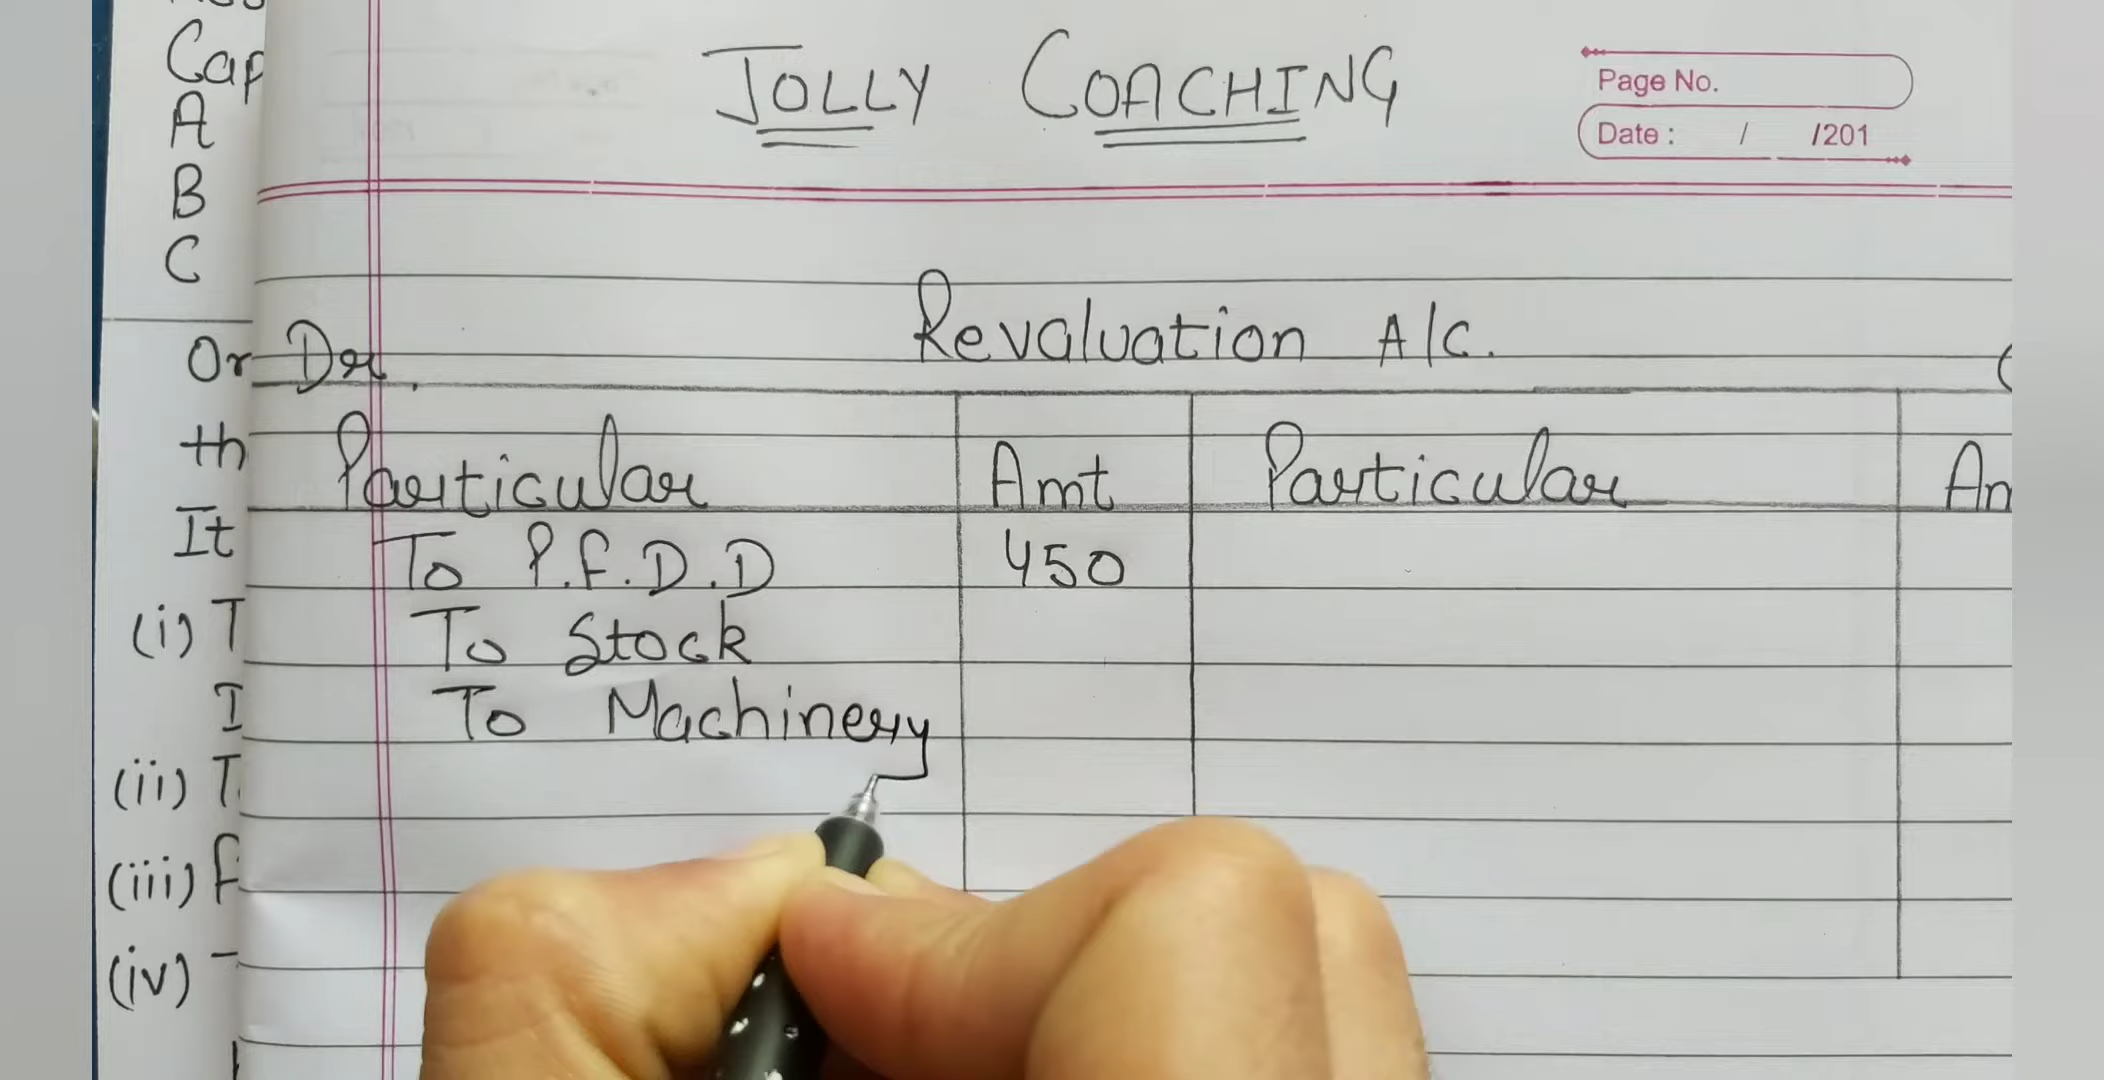 Cap
A
B
C
Or
th
It
(i) T
I
(ii) T
(iii) F
(iv)
JOLLY COACHING
Page No.
Date : / /201
Revaluation A/c.
Dr.
Particular Amt Particular Am
To P.F.D.D 450
To Stock
To Machinery